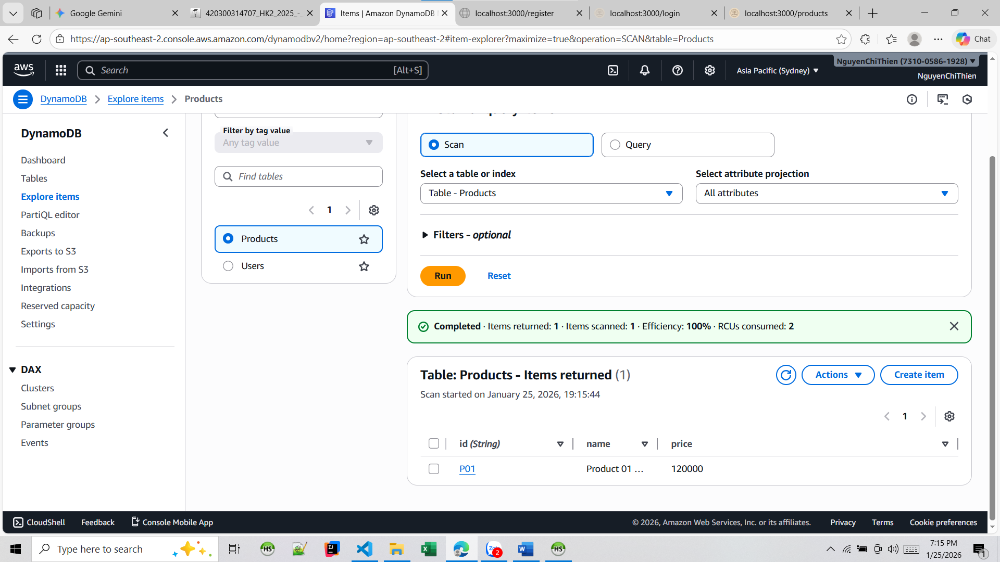 Google Gemini
420300314707_HK2_2025_-_
Items | Amazon DynamoDB
localhost:3000/register
localhost:3000/login
localhost:3000/products
https://ap-southeast-2.console.aws.amazon.com/dynamodbv2/home?region=ap-southeast-2#item-explorer?maximize=true&operation=SCAN&table=Products
Chat
aws
Search
[Alt+S]
Asia Pacific (Sydney)
NguyenChiThien (7310-0586-1928)
NguyenChiThien
DynamoDB
Explore items
Products
DynamoDB
Dashboard
Tables
Explore items
PartiQL editor
Backups
Exports to S3
Imports from S3
Integrations
Reserved capacity
Settings
DAX
Clusters
Subnet groups
Parameter groups
Events
Filter by tag value
Any tag value
Find tables
1
Products
Users
Scan
Query
Select a table or index
Select attribute projection
Table - Products
All attributes
Filters - optional
Run
Reset
Completed · Items returned: 1 · Items scanned: 1 · Efficiency: 100% · RCUs consumed: 2
Table: Products - Items returned (1)
Actions
Create item
Scan started on January 25, 2026, 19:15:44
1
id (String)
name
price
P01
Product 01 ...
120000
CloudShell
Feedback
Console Mobile App
© 2026, Amazon Web Services, Inc. or its affiliates.
Privacy
Terms
Cookie preferences
Type here to search
HS
IJ
2
HS
7:15 PM
1/25/2026
1